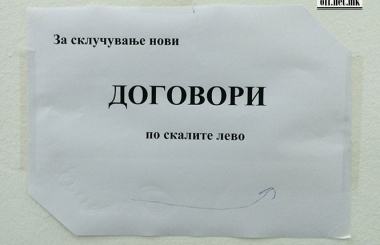 off.net.mk
За склучување нови
ДОГОВОРИ
по скалите лево